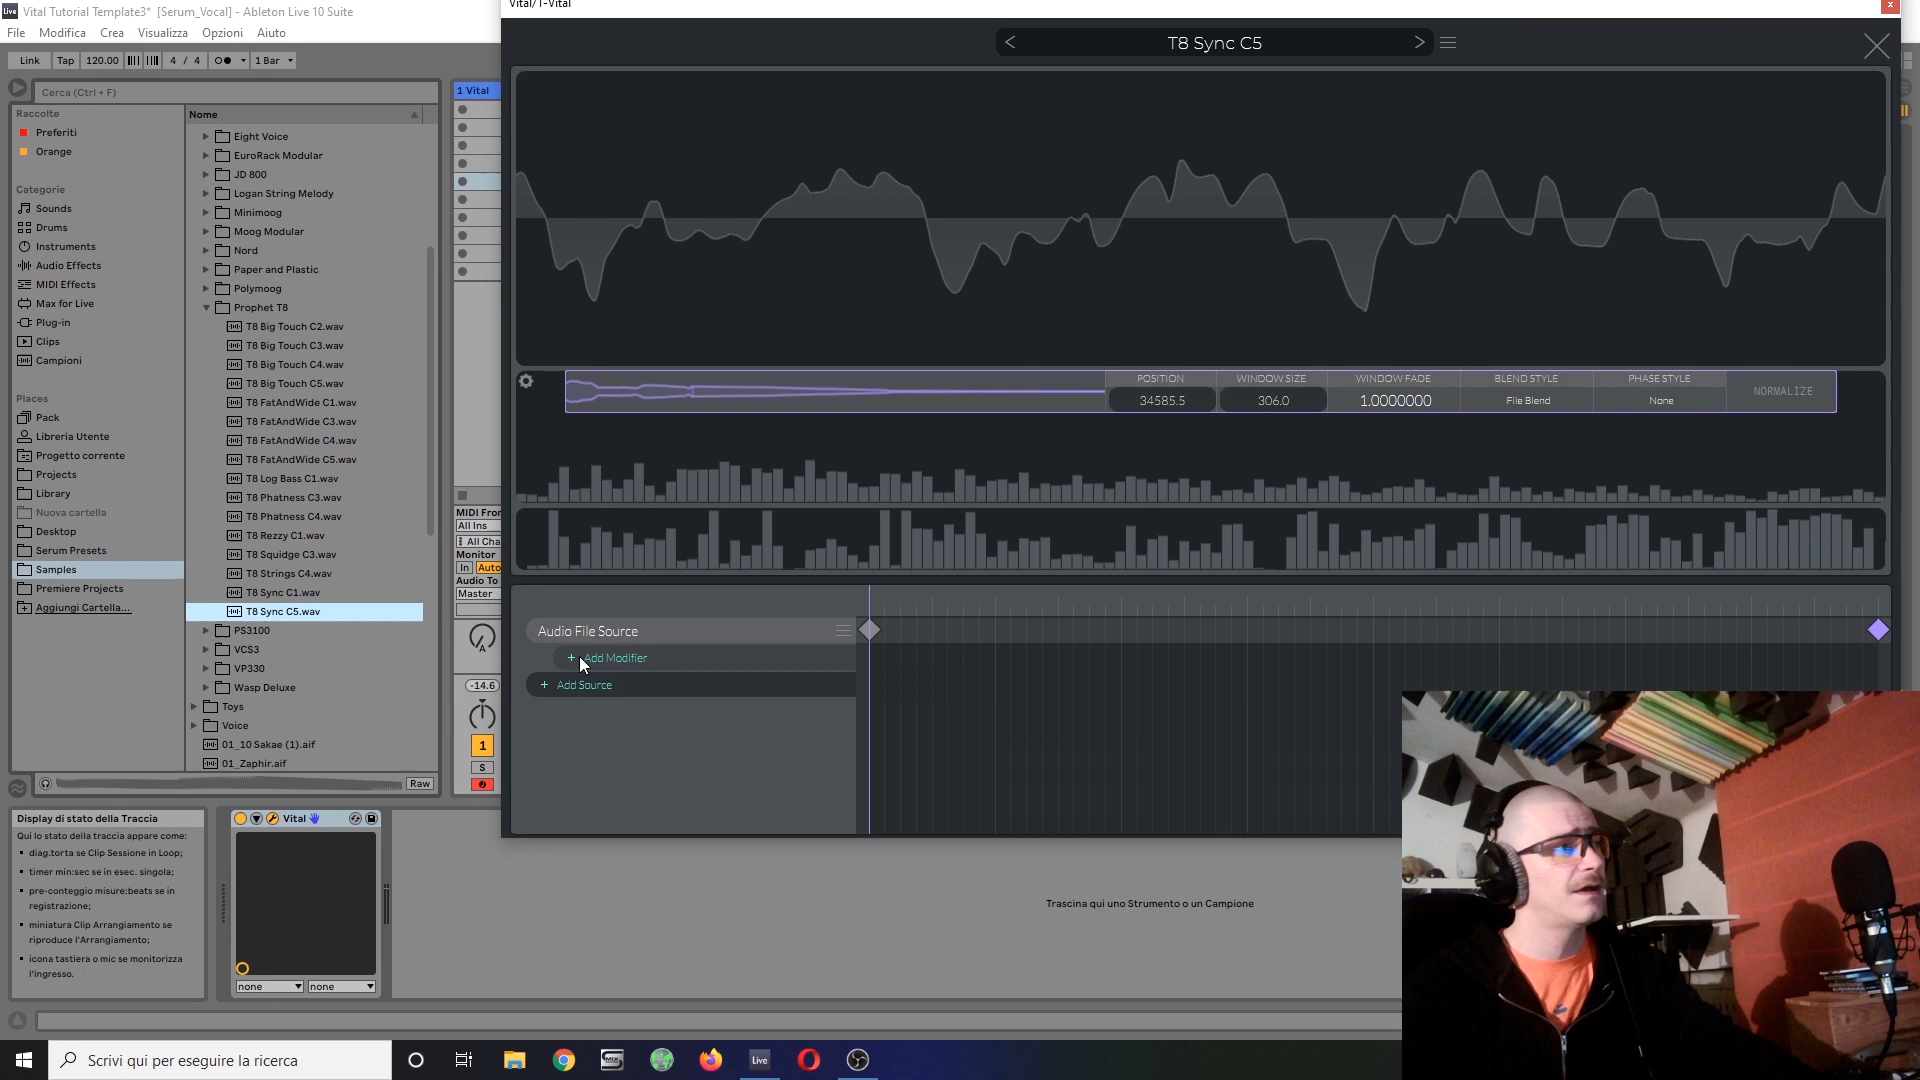 Vital Tutorial Template3*  [Serum_Vocal] - Ableton Live 10 Suite
File Modifica Crea Visualizza Opzioni Aiuto
Link Tap 120.00 4 / 4 1 Bar
Cerca (Ctrl + F)
Raccolte
Preferiti
Orange
Categorie
Sounds
Drums
Instruments
Audio Effects
MIDI Effects
Max for Live
Plug-in
Clips
Campioni
Places
Pack
Libreria Utente
Progetto corrente
Projects
Library
Nuova cartella
Desktop
Serum Presets
Samples
Premiere Projects
Aggiungi Cartella...
Nome
Eight Voice
EuroRack Modular
JD 800
Logan String Melody
Minimoog
Moog Modular
Nord
Paper and Plastic
Polymoog
Prophet T8
T8 Big Touch C2.wav
T8 Big Touch C3.wav
T8 Big Touch C4.wav
T8 Big Touch C5.wav
T8 FatAndWide C1.wav
T8 FatAndWide C3.wav
T8 FatAndWide C4.wav
T8 FatAndWide C5.wav
T8 Log Bass C1.wav
T8 Phatness C3.wav
T8 Phatness C4.wav
T8 Rezzy C1.wav
T8 Squidge C3.wav
T8 Strings C4.wav
T8 Sync C1.wav
T8 Sync C5.wav
PS3100
VCS3
VP330
Wasp Deluxe
Toys
Voice
01_10 Sakae (1).aif
01_Zaphir.aif
Raw
1 Vital
MIDI From
All Ins
All Cha
Monitor
In Auto
Audio To
Master
A
-14.6
1
S
Vital/1-Vital
T8 Sync C5
POSITION WINDOW SIZE WINDOW FADE BLEND STYLE PHASE STYLE NORMALIZE
34585.5 306.0 1.0000000 File Blend None
Audio File Source
+ Add Modifier
+ Add Source
Display di stato della Traccia
Qui lo stato della traccia appare come:
diag.torta se Clip Sessione in Loop;
timer min:sec se in esec. singola;
pre-conteggio misure:beats se in
registrazione;
miniatura Clip Arrangiamento se
riproduce l'Arrangiamento;
icona tastiera o mic se monitorizza
l'ingresso.
Vital
none none
Trascina qui uno Strumento o un Campione
Scrivi qui per eseguire la ricerca
Live